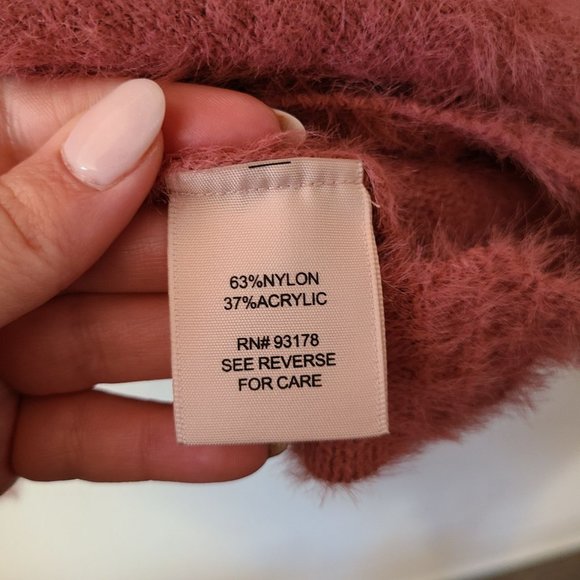 63%NYLON
37%ACRYLIC
RN# 93178
SEE REVERSE
FOR CARE